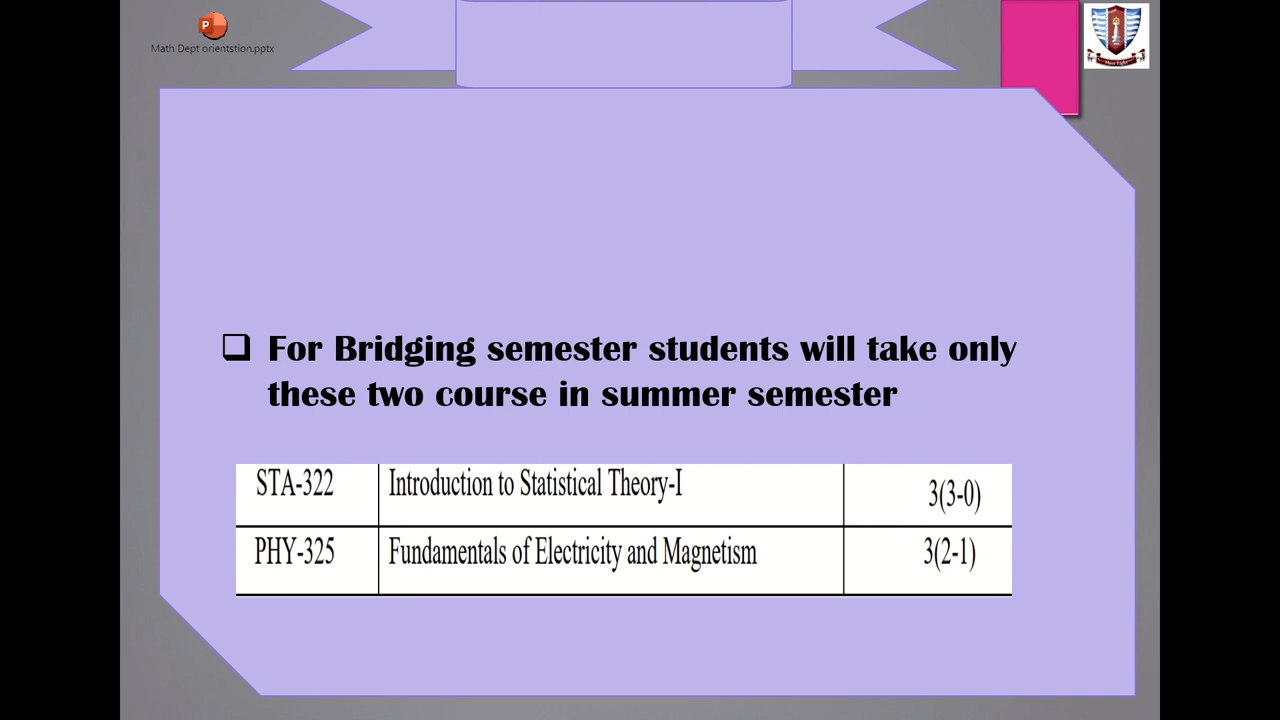 Math Dept orientstion.pptx
For Bridging semester students will take only
these two course in summer semester
STA-322 Introduction to Statistical Theory-I 3(3-0)
PHY-325 Fundamentals of Electricity and Magnetism 3(2-1)